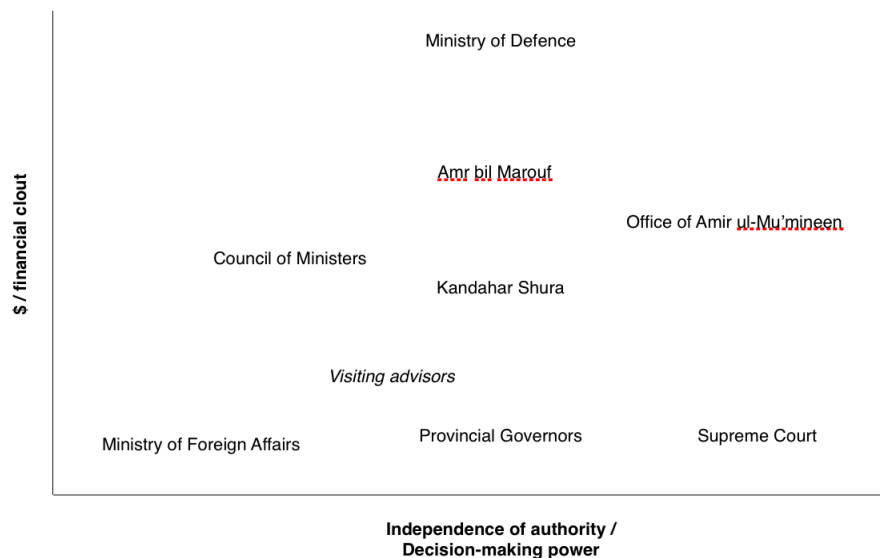 Ministry of Defence
Amr bil Marouf
Office of Amir ul-Mu'mineen
Council of Ministers
Kandahar Shura
$ / financial clout
Visiting advisors
Provincial Governors
Supreme Court
Ministry of Foreign Affairs
Independence of authority /
Decision-making power